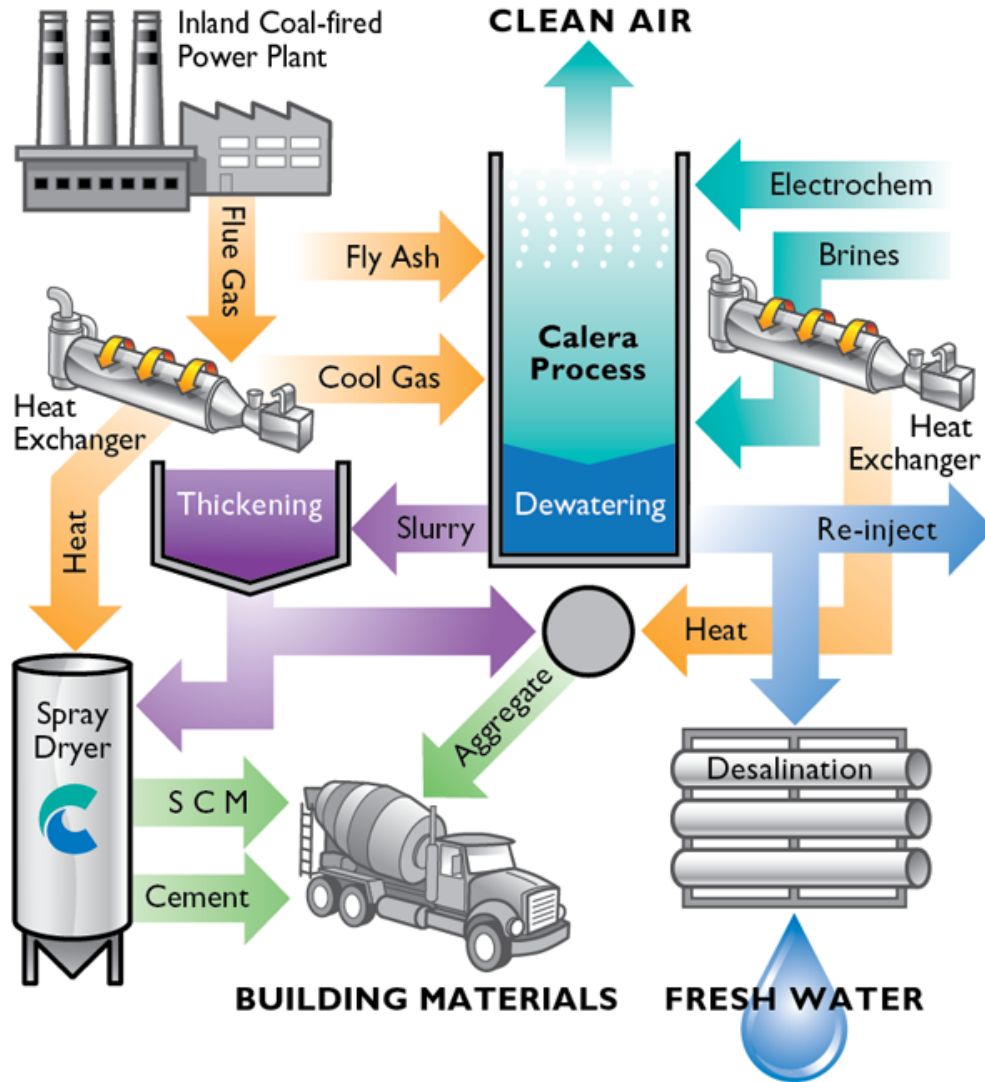 Inland Coal-fired
Power Plant
CLEAN AIR
Flue Gas
Fly Ash
Electrochem
Brines
Cool Gas
Calera
Process
Heat
Exchanger
Heat
Exchanger
Thickening
Slurry
Dewatering
Re-inject
Heat
Heat
Aggregate
Spray
Dryer
S C M
Cement
Desalination
BUILDING MATERIALS
FRESH WATER